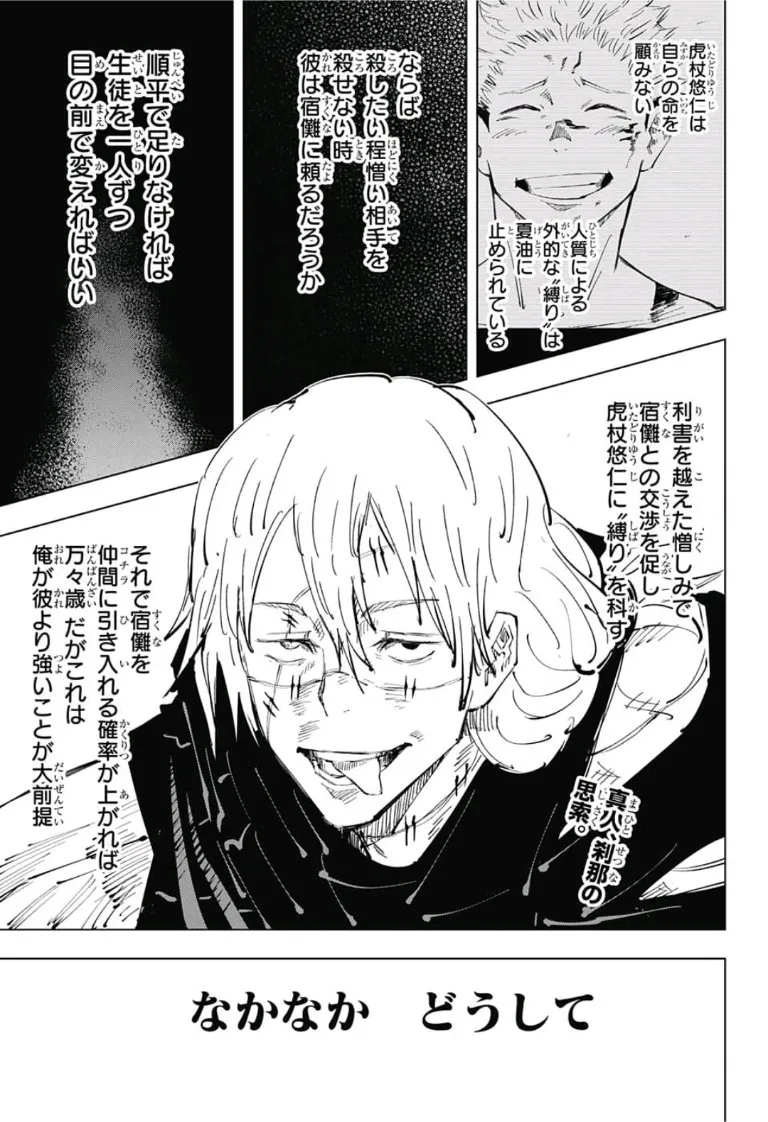 虎杖悠仁は
自らの命を
顧みない
人質による
外的な〝縛り〟は
夏油に
止められている
ならば
殺したい程憎い相手を
殺せない時
彼は宿儺に頼るだろうか
順平で足りなければ
生徒を一人ずつ
目の前で変えればいい
利害を越えた憎しみで
宿儺との交渉を促し
虎杖悠仁に〝縛り〟を科す
真人、刹那の
思索。
それで宿儺を
仲間に引き入れる確率が上がれば
万々歳 だがこれは
俺が彼より強いことが大前提
なかなか どうして